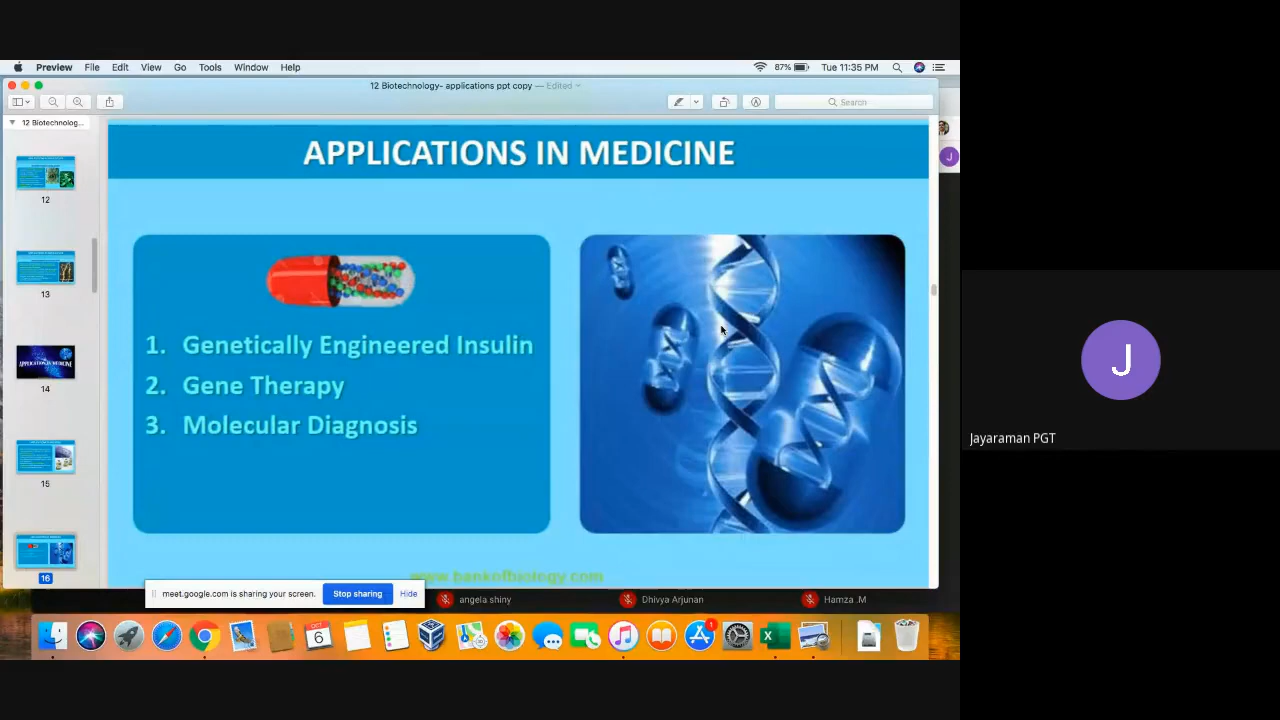 Preview File Edit View Go Tools Window Help
87% Tue 11:35 PM
12 Biotechnology- applications ppt copy — Edited
Search
12 Biotechnolog...
12
13
14
15
16
APPLICATIONS IN MEDICINE
1. Genetically Engineered Insulin
2. Gene Therapy
3. Molecular Diagnosis
www.bankofbiology.com
meet.google.com is sharing your screen. Stop sharing Hide
angela shiny
Dhivya Arjunan
Hamza .M
OCT
6
1
J
J
Jayaraman PGT